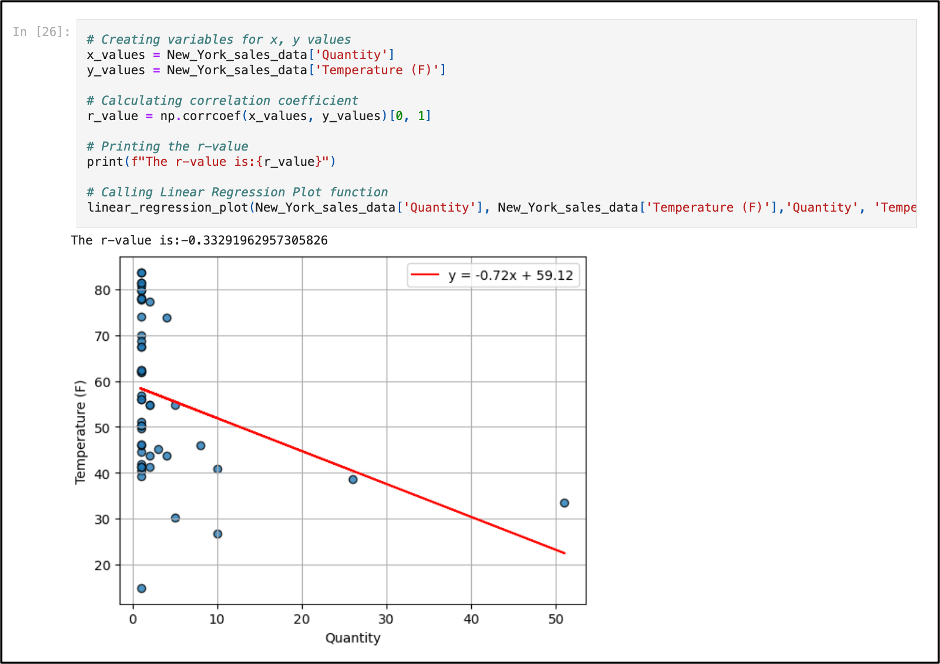 In [26]:
# Creating variables for x, y values
x_values = New_York_sales_data['Quantity']
y_values = New_York_sales_data['Temperature (F)']
# Calculating correlation coefficient
r_value = np.corrcoef(x_values, y_values)[0, 1]
# Printing the r-value
print(f"The r-value is:{r_value}")
# Calling Linear Regression Plot function
linear_regression_plot(New_York_sales_data['Quantity'], New_York_sales_data['Temperature (F)'],'Quantity', 'Tempe
The r-value is:-0.33291962957305826
y = -0.72x + 59.12
80
70
60
50
40
30
20
Temperature (F)
0 10 20 30 40 50
Quantity